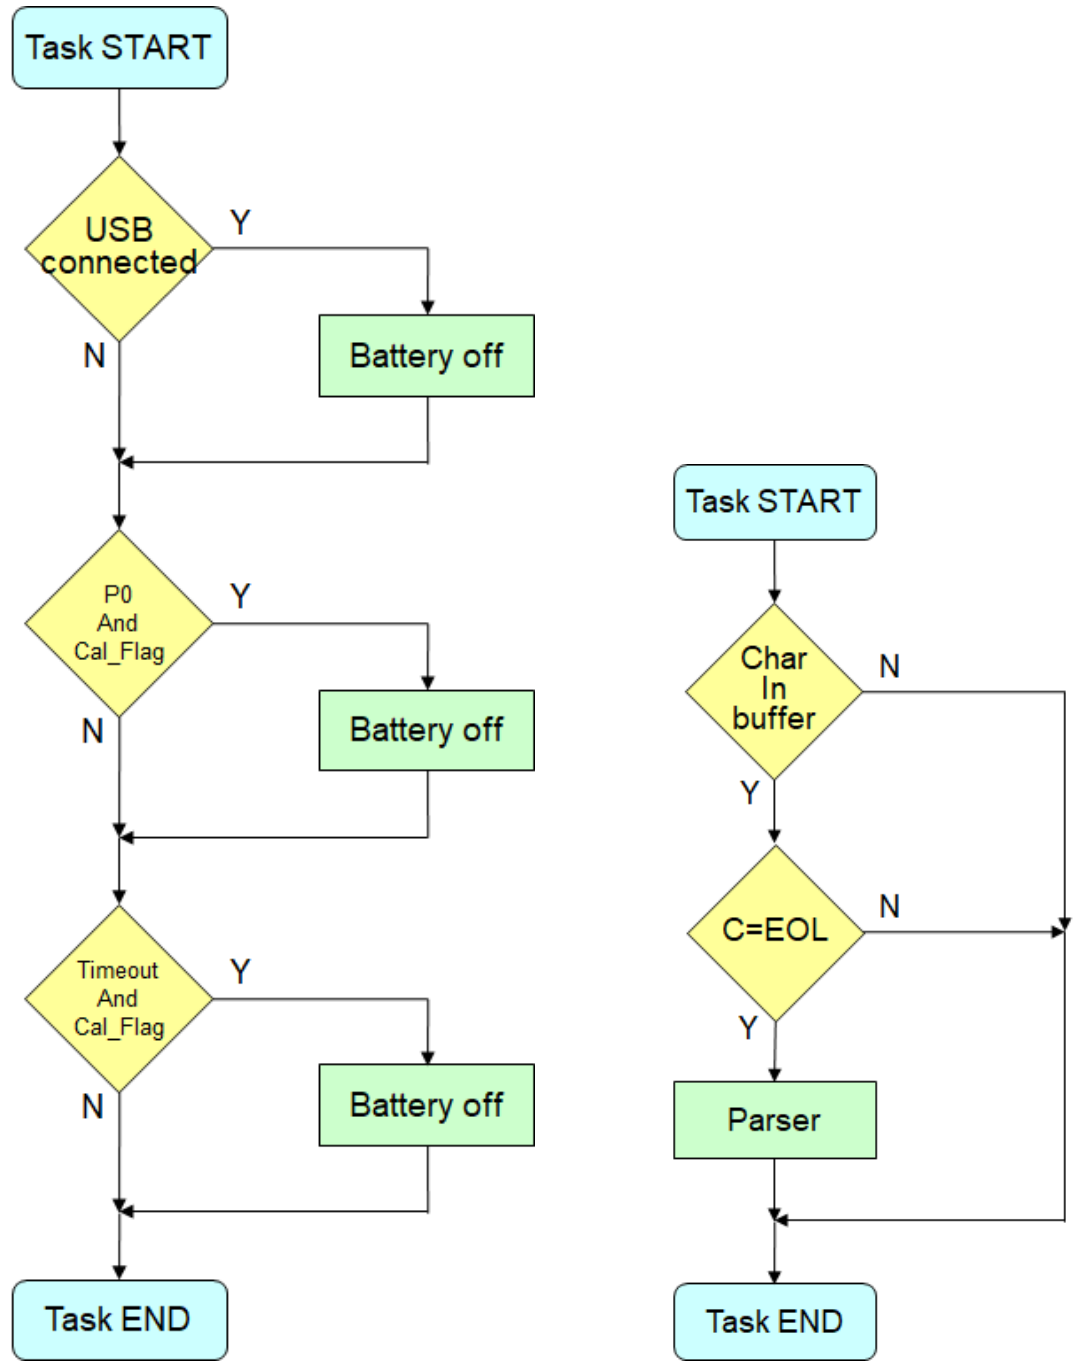 Task START
USB
connected
Y
N
Battery off
P0
And
Cal_Flag
Y
N
Battery off
Timeout
And
Cal_Flag
Y
N
Battery off
Task END
Task START
Char
In
buffer
N
Y
C=EOL
N
Y
Parser
Task END